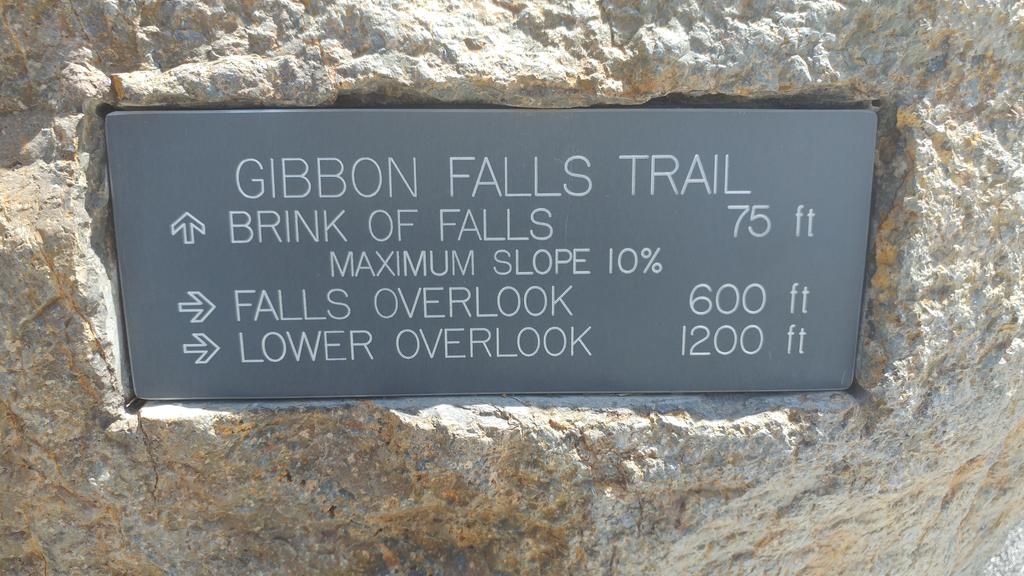 GIBBON FALLS TRAIL
BRINK OF FALLS 75 ft
MAXIMUM SLOPE 10%
FALLS OVERLOOK 600 ft
LOWER OVERLOOK 1200 ft